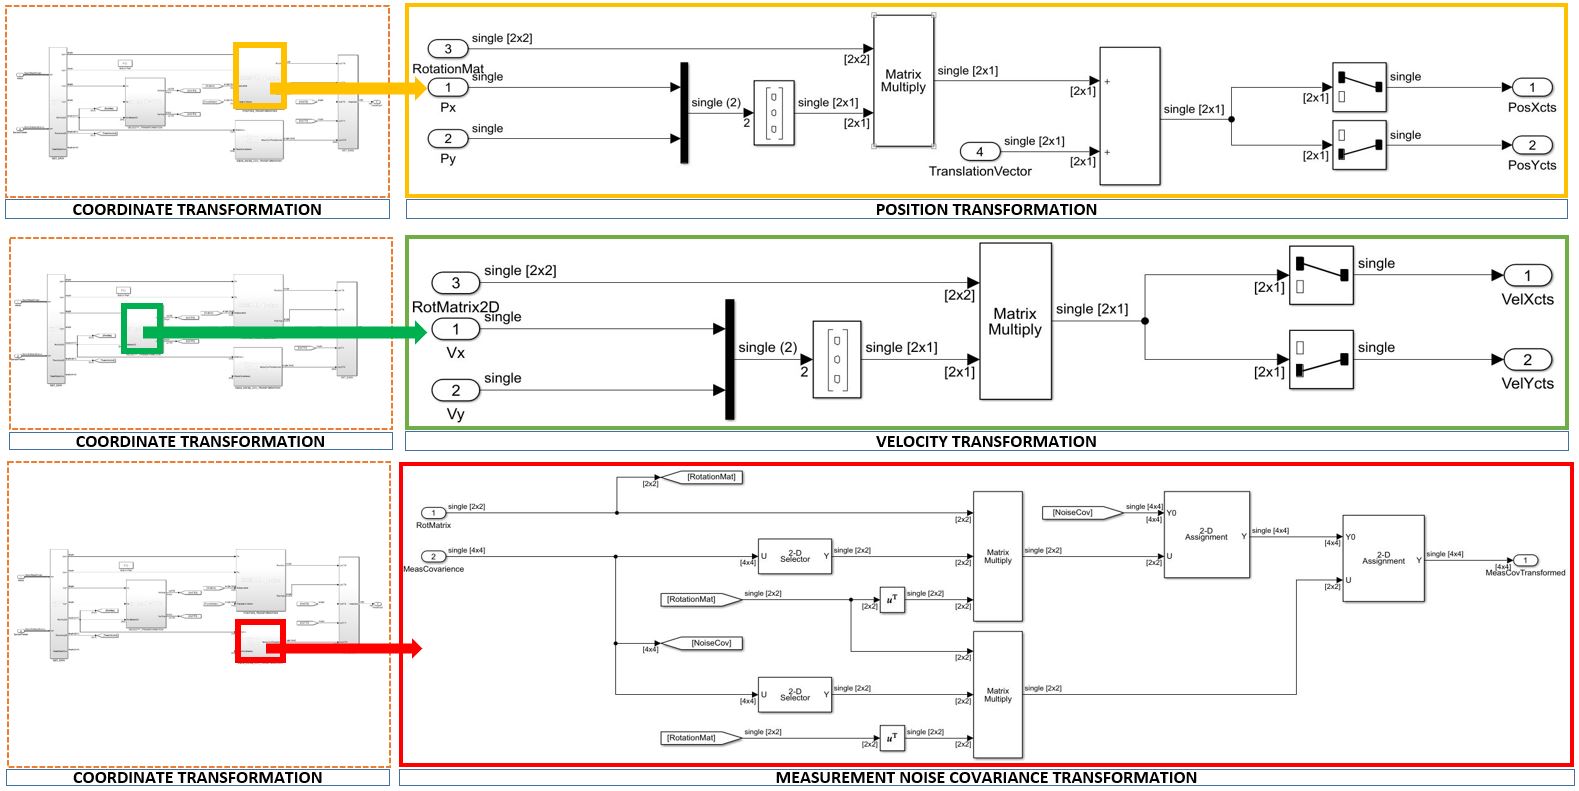 3
single [2x2]
RotationMat
[2x2]
1
single
Px
2
single
Py
single (2)
2
single [2x1]
[2x1]
Matrix
Multiply
single [2x1]
[2x1]
+
4
single [2x1]
TranslationVector
[2x1]
+
single [2x1]
[2x1]
single
1
PosXcts
[2x1]
single
2
PosYcts
COORDINATE TRANSFORMATION
POSITION TRANSFORMATION
3
single [2x2]
RotMatrix2D
[2x2]
1
single
Vx
2
single
Vy
single (2)
2
single [2x1]
[2x1]
Matrix
Multiply
single [2x1]
[2x1]
single
1
VelXcts
[2x1]
single
2
VelYcts
COORDINATE TRANSFORMATION
VELOCITY TRANSFORMATION
[2x2]
[RotationMat]
1
single [2x2]
RotMatrix
[2x2]
2
single [4x4]
MeasCovarience
[4x4]
U
2-D
Selector
Y
single [2x2]
[2x2]
[RotationMat]
single [2x2]
[2x2]
uT
single [2x2]
[2x2]
Matrix
Multiply
single [2x2]
[4x4]
[NoiseCov]
[2x2]
[4x4]
U
2-D
Selector
Y
single [2x2]
[2x2]
[RotationMat]
single [2x2]
[2x2]
uT
single [2x2]
[2x2]
Matrix
Multiply
single [2x2]
[NoiseCov]
single [4x4]
[4x4]
Y0
2-D
Assignment
Y
[2x2]
U
single [4x4]
[4x4]
Y0
2-D
Assignment
Y
[2x2]
U
single [4x4]
[4x4]
1
MeasCovTransformed
COORDINATE TRANSFORMATION
MEASUREMENT NOISE COVARIANCE TRANSFORMATION